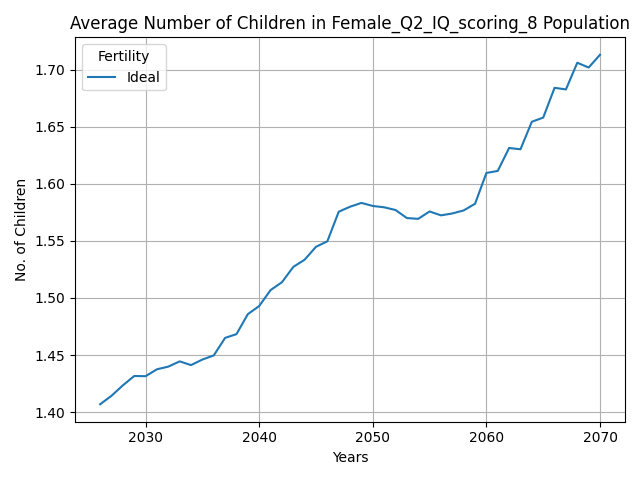 Average Number of Children in Female_Q2_IQ_scoring_8 Population
Fertility
Ideal
No. of Children
1.70
1.65
1.60
1.55
1.50
1.45
1.40
2030 2040 2050 2060 2070
Years